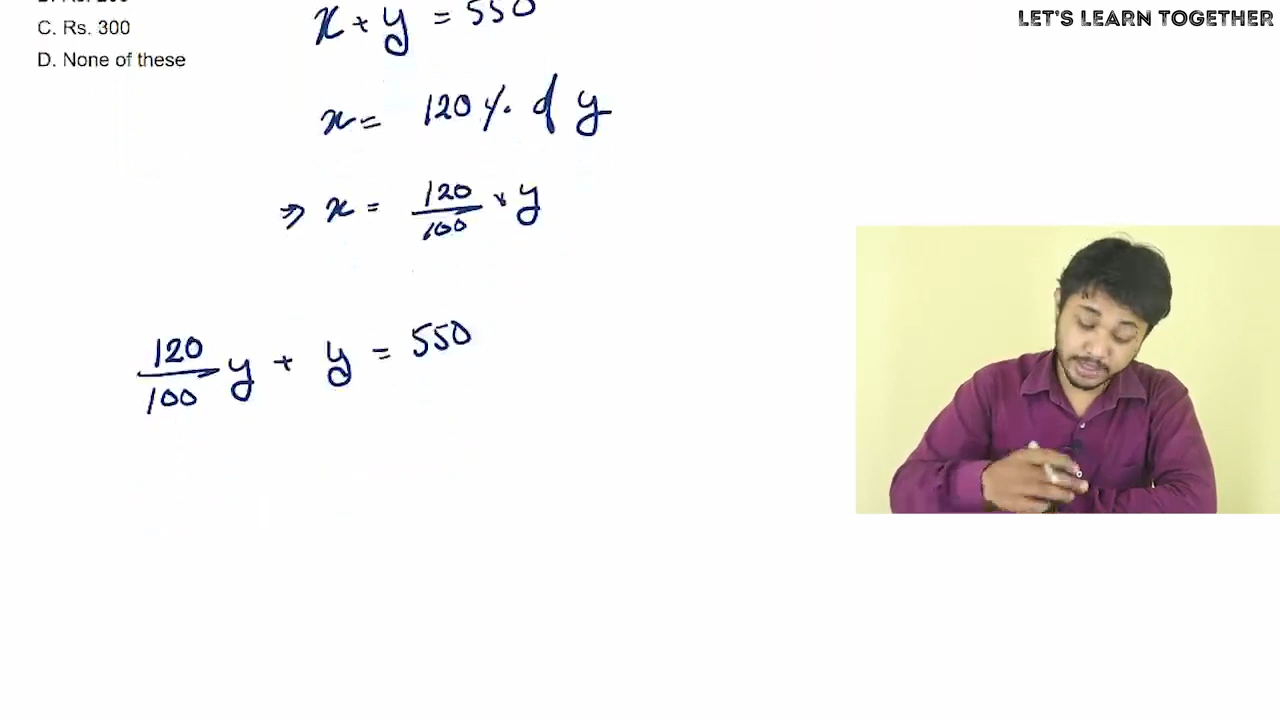 C. Rs. 300
D. None of these
LET'S LEARN TOGETHER
x + y = 550
x = 120 % of y
⇒ x = 120/100 × y
120/100 y + y = 550